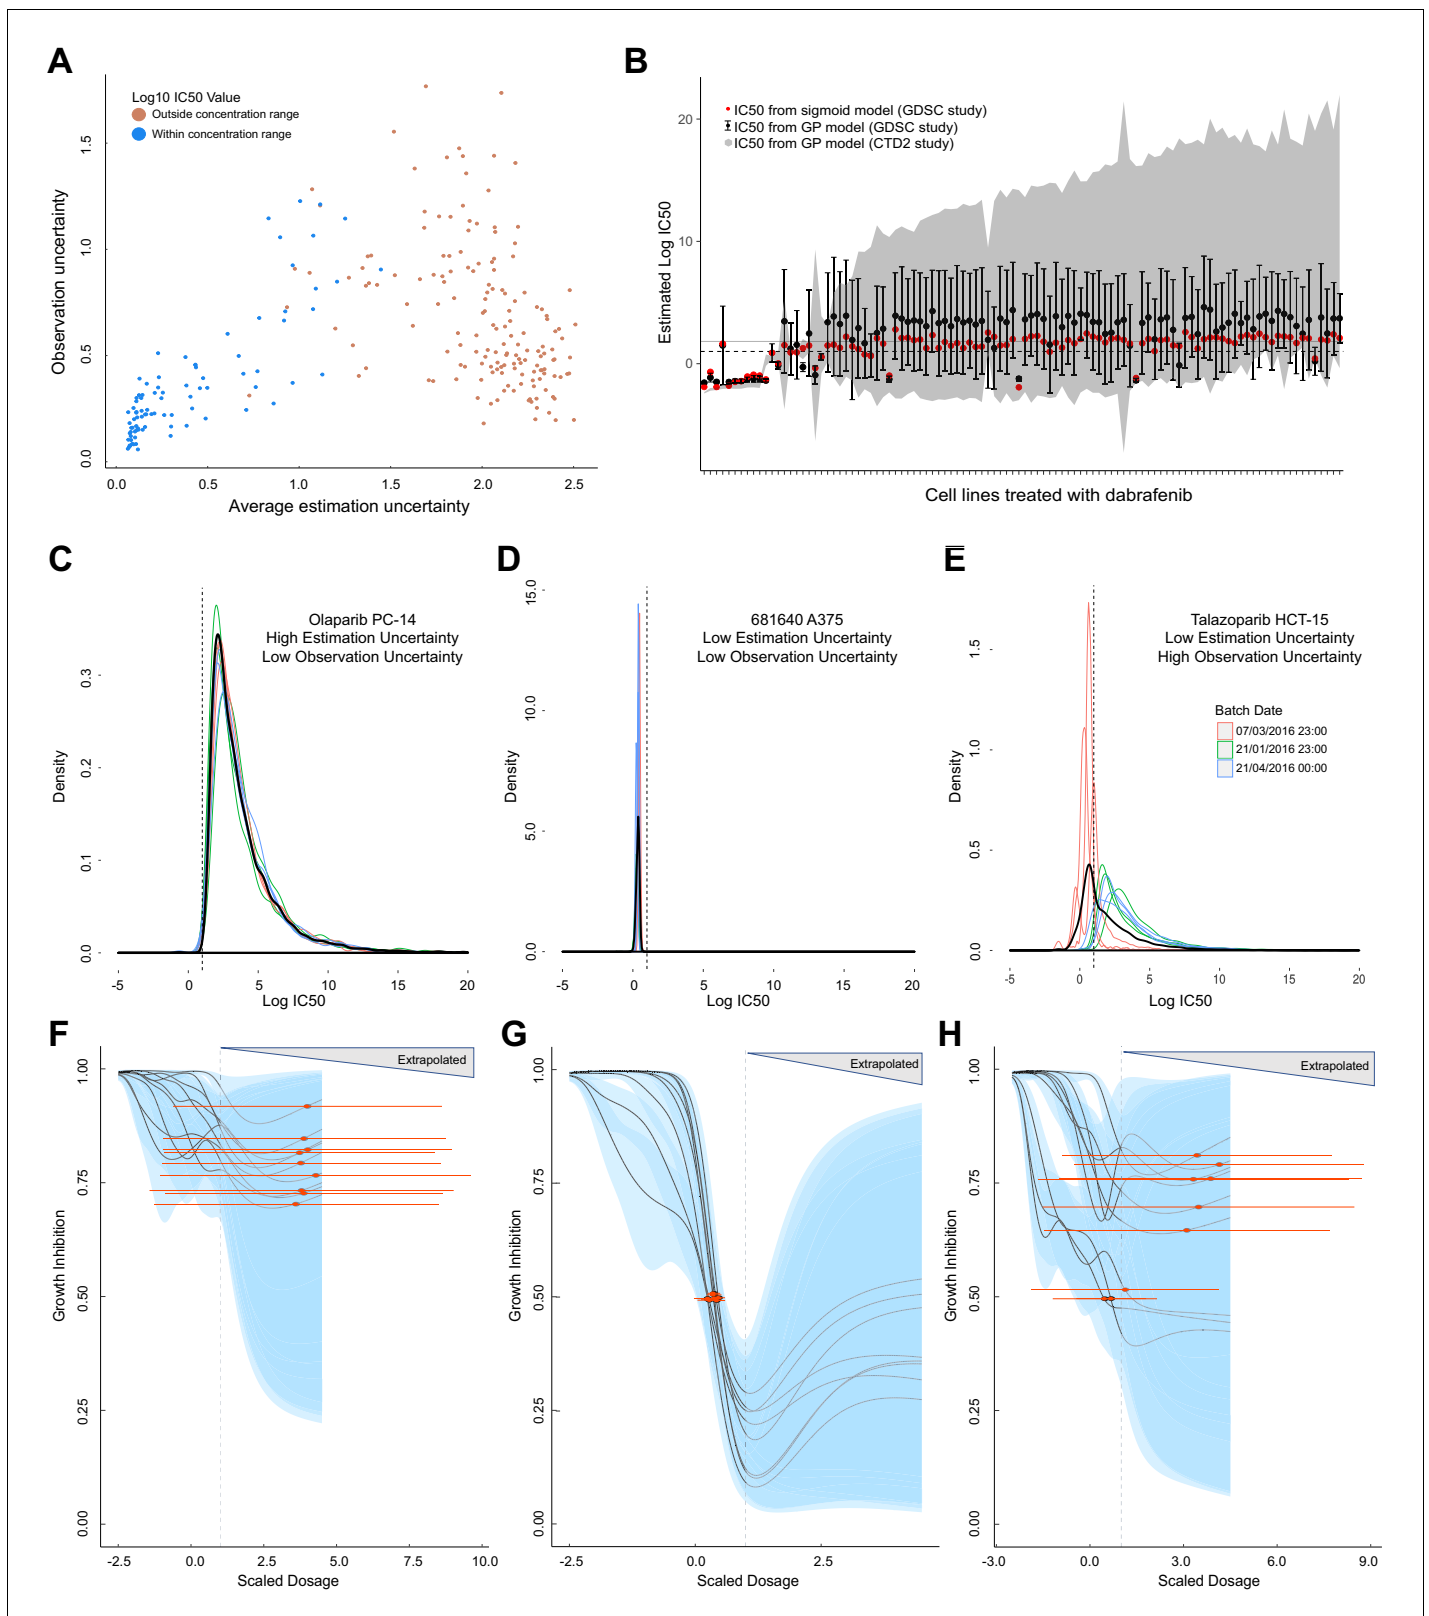 A
Log10 IC50 Value
Outside concentration range
Within concentration range
Observation uncertainty
0.0
0.5
1.0
1.5
0.0 0.5 1.0 1.5 2.0 2.5
Average estimation uncertainty
B
IC50 from sigmoid model (GDSC study)
IC50 from GP model (GDSC study)
IC50 from GP model (CTD2 study)
Estimated Log IC50
20
10
0
Cell lines treated with dabrafenib
C
Olaparib PC-14
High Estimation Uncertainty
Low Observation Uncertainty
Density
0.0
0.1
0.2
0.3
-5 0 5 10 15 20
Log IC50
D
681640 A375
Low Estimation Uncertainty
Low Observation Uncertainty
Density
0.0
5.0
10.0
15.0
-5 0 5 10 15 20
Log IC50
E
Talazoparib HCT-15
Low Estimation Uncertainty
High Observation Uncertainty
Batch Date
07/03/2016 23:00
21/01/2016 23:00
21/04/2016 00:00
Density
0.0
0.5
1.0
1.5
-5 0 5 10 15 20
Log IC50
F
Extrapolated
Growth Inhibition
0.00
0.25
0.50
0.75
1.00
-2.5 0.0 2.5 5.0 7.5 10.0
Scaled Dosage
G
Extrapolated
Growth Inhibition
0.00
0.25
0.50
0.75
1.00
-2.5 0.0 2.5
Scaled Dosage
H
Extrapolated
Growth Inhibition
0.00
0.25
0.50
0.75
1.00
-3.0 0.0 3.0 6.0 9.0
Scaled Dosage